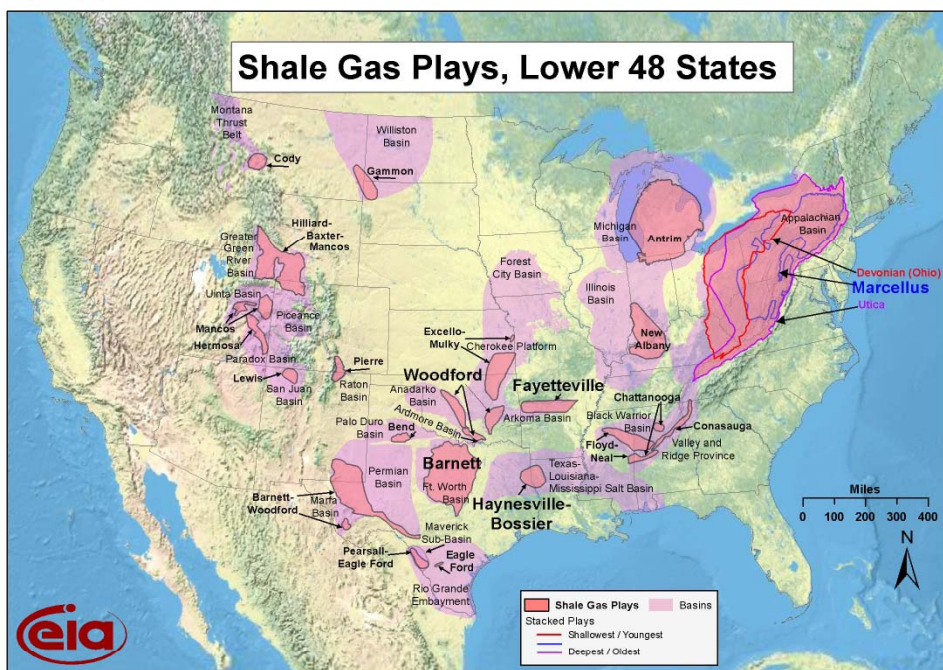 Shale Gas Plays, Lower 48 States
Montana
Thrust
Belt
Cody
Williston
Basin
Gammon
Hilliard-
Baxter-
Mancos
Greater
Green
River
Basin
Uinta Basin
Mancos
Piceance
Basin
Hermosa
Paradox Basin
Lewis
San Juan
Basin
Pierre
Raton
Basin
Forest
City Basin
Excello-
Mulky
Cherokee Platform
Woodford
Anadarko
Basin
Ardmore Basin
Palo Duro
Basin
Bend
Fayetteville
Arkoma Basin
Michigan
Basin
Antrim
Illinois
Basin
New
Albany
Appalachian
Basin
Devonian (Ohio)
Marcellus
Utica
Chattanooga
Black Warrior
Basin
Conasauga
Floyd-
Neal
Valley and
Ridge Province
Barnett
Ft. Worth
Basin
Permian
Basin
Barnett-
Woodford
Marfa
Basin
Texas-
Louisiana-
Mississippi Salt Basin
Haynesville-
Bossier
Maverick
Sub-Basin
Pearsall-
Eagle Ford
Eagle
Ford
Rio Grande
Embayment
Miles
0 100 200 300 400
N
Shale Gas Plays
Basins
Stacked Plays
Shallowest / Youngest
Deepest / Oldest
eia